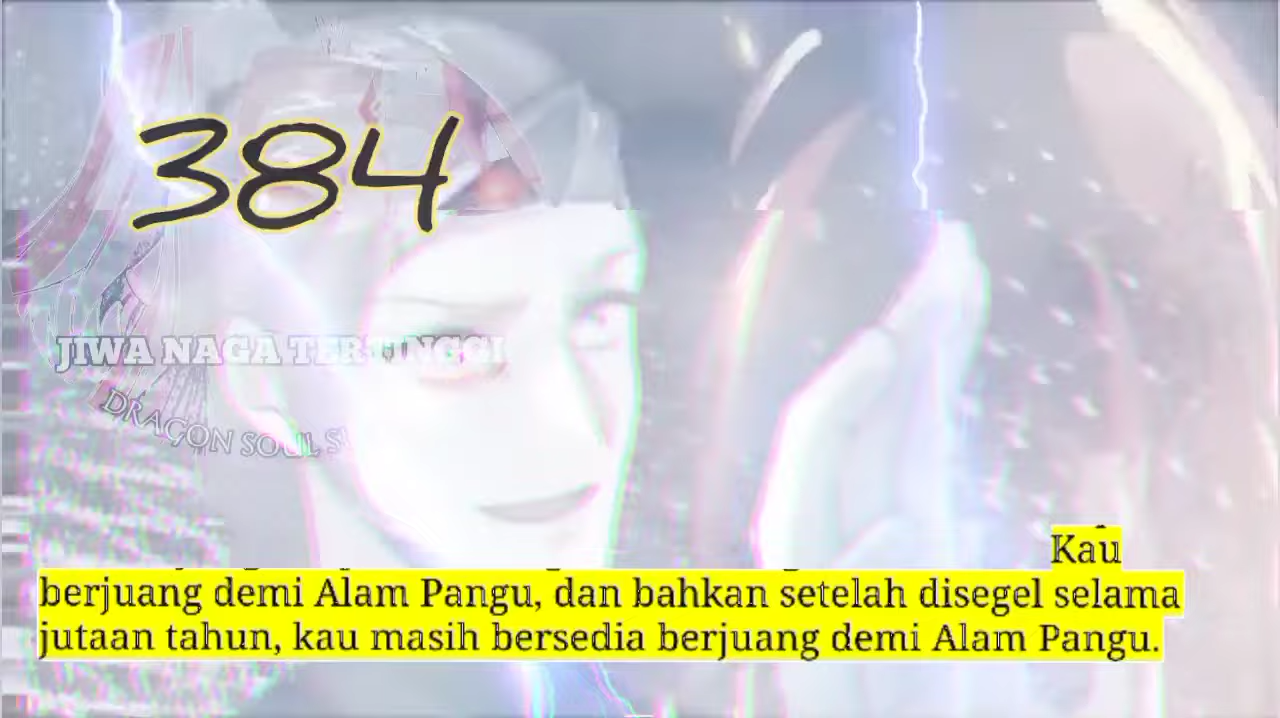 384
JIWA NAGA TERTINGGI
DRAGON SOUL
Kau
berjuang demi Alam Pangu, dan bahkan setelah disegel selama
jutaan tahun, kau masih bersedia berjuang demi Alam Pangu.